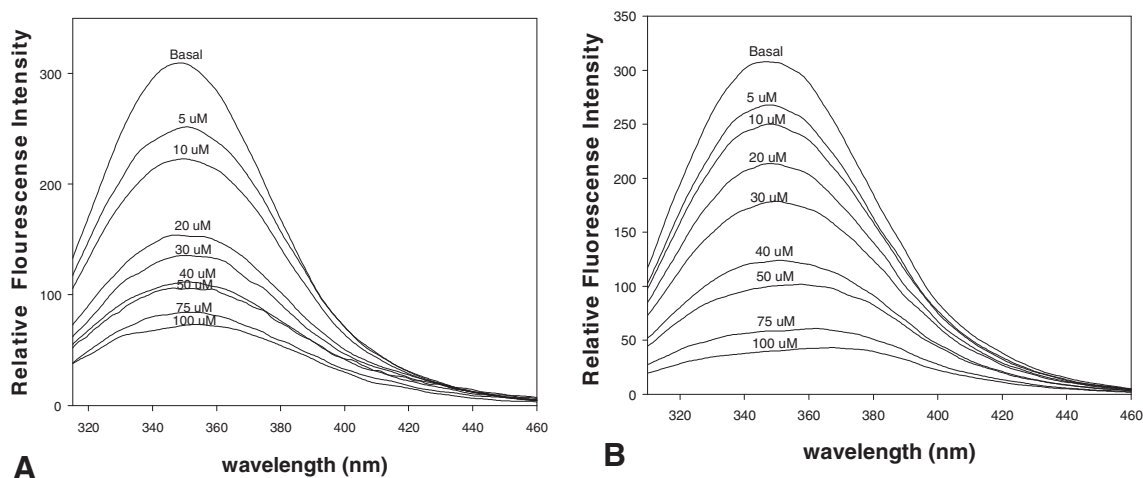 Relative Flourescense Intensity
300
200
100
0
Basal
5 uM
10 uM
20 uM
30 uM
40 uM
50 uM
75 uM
100 uM
320 340 360 380 400 420 440 460
wavelength (nm)
A
Relative Fluorescense Intensity
350
300
250
200
150
100
50
0
Basal
5 uM
10 uM
20 uM
30 uM
40 uM
50 uM
75 uM
100 uM
320 340 360 380 400 420 440 460
wavelength (nm)
B